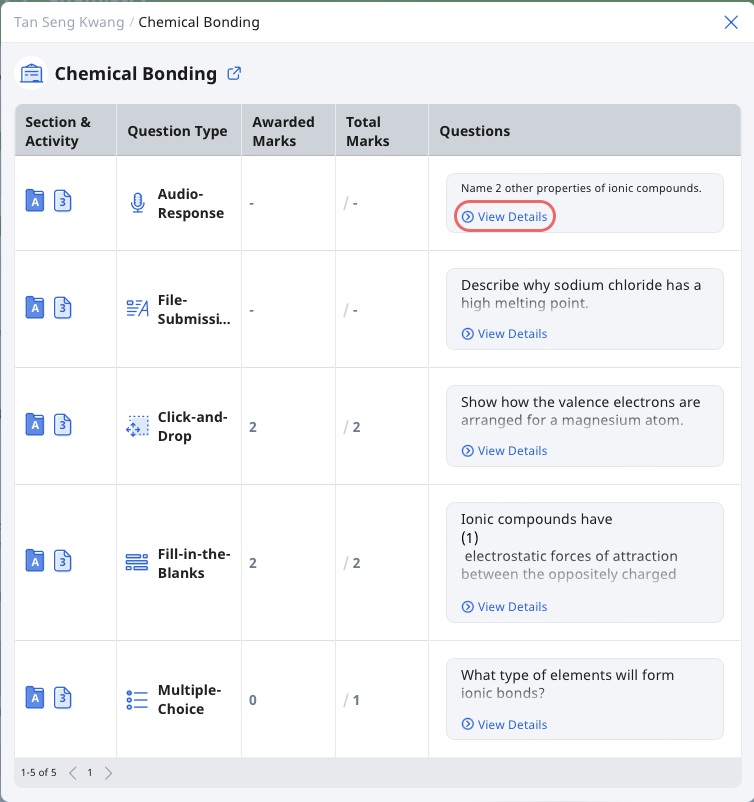 Tan Seng Kwang / Chemical Bonding
Chemical Bonding
Section & Activity
Question Type
Awarded Marks
Total Marks
Questions
A 3
Audio-
Response
-
/ -
Name 2 other properties of ionic compounds.
View Details
A 3
File-
Submissi...
-
/ -
Describe why sodium chloride has a
high melting point.
View Details
A 3
Click-and-
Drop
2
/ 2
Show how the valence electrons are
arranged for a magnesium atom.
View Details
A 3
Fill-in-the-
Blanks
2
/ 2
Ionic compounds have
(1)
electrostatic forces of attraction
between the oppositely charged
View Details
A 3
Multiple-
Choice
0
/ 1
What type of elements will form
ionic bonds?
View Details
1-5 of 5 1